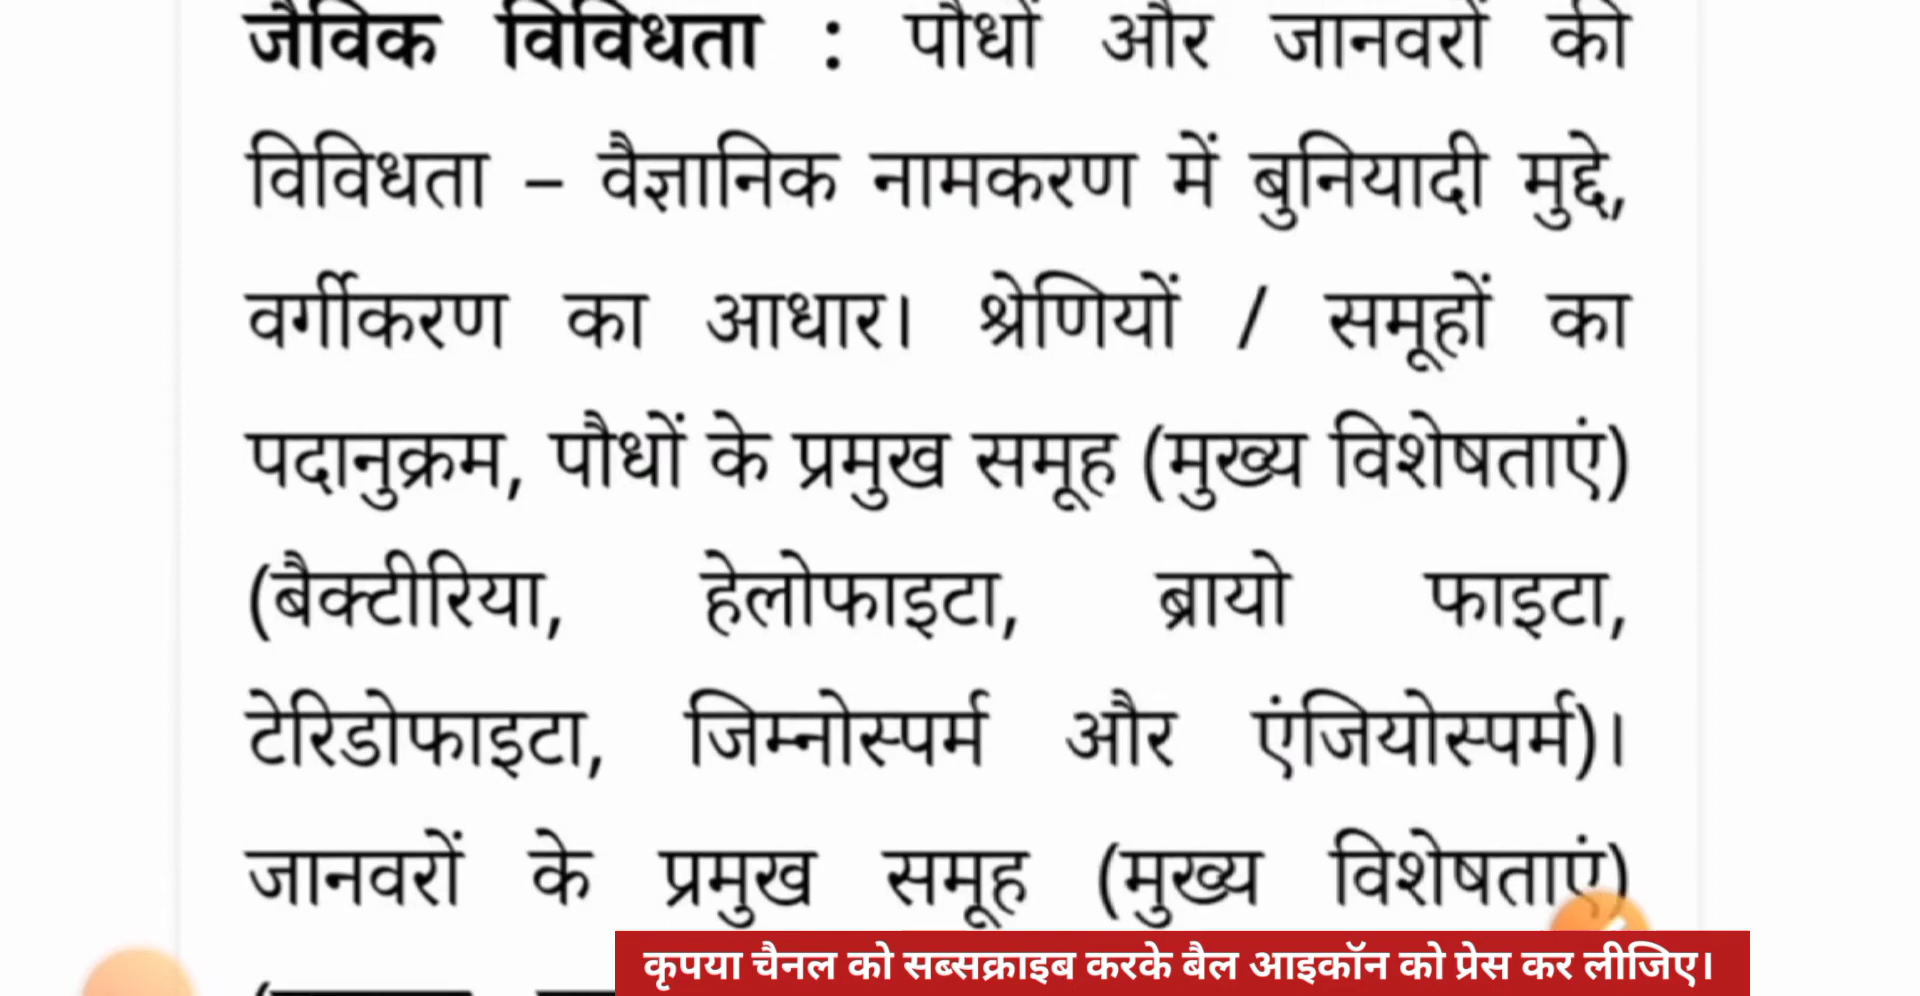 जैविक विविधता : पौधों और जानवरों की
विविधता – वैज्ञानिक नामकरण में बुनियादी मुद्दे,
वर्गीकरण का आधार। श्रेणियों / समूहों का
पदानुक्रम, पौधों के प्रमुख समूह (मुख्य विशेषताएं)
(बैक्टीरिया, हेलोफाइटा, ब्रायो फाइटा,
टेरिडोफाइटा, जिम्नोस्पर्म और एंजियोस्पर्म)।
जानवरों के प्रमुख समूह (मुख्य विशेषताएं)
कृपया चैनल को सब्सक्राइब करके बैल आइकॉन को प्रेस कर लीजिए।